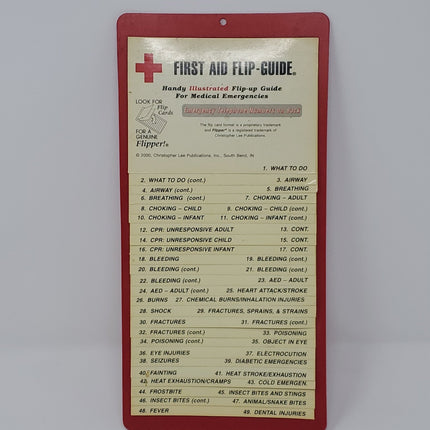 FIRST AID FLIP-GUIDE®
Handy Illustrated Flip-up Guide
For Medical Emergencies
LOOK FOR
Flip
Cards
FOR A
GENUINE
Flipper!®
Emergency Telephone Numbers on Back
The flip card format is a proprietary trademark
and Flipper® is a registered trademark of
Christopher Lee Publications, Inc.
© 2000, Christopher Lee Publications, Inc., South Bend, IN
1. WHAT TO DO
2. WHAT TO DO (cont.) 3. AIRWAY
4. AIRWAY (cont.) 5. BREATHING
6. BREATHING (cont.) 7. CHOKING – ADULT
8. CHOKING – CHILD 9. CHOKING – CHILD (cont.)
10. CHOKING – INFANT 11. CHOKING – INFANT (cont.)
12. CPR: UNRESPONSIVE ADULT 13. CONT.
14. CPR: UNRESPONSIVE CHILD 15. CONT.
16. CPR: UNRESPONSIVE INFANT 17. CONT.
18. BLEEDING 19. BLEEDING (cont.)
20. BLEEDING (cont.) 21. BLEEDING (cont.)
22. BLEEDING (cont.) 23. AED – ADULT
24. AED – ADULT (cont.) 25. HEART ATTACK/STROKE
26. BURNS 27. CHEMICAL BURNS/INHALATION INJURIES
28. SHOCK 29. FRACTURES, SPRAINS, & STRAINS
30. FRACTURES 31. FRACTURES (cont.)
32. FRACTURES (cont.) 33. POISONING
34. POISONING (cont.) 35. OBJECT IN EYE
36. EYE INJURIES 37. ELECTROCUTION
38. SEIZURES 39. DIABETIC EMERGENCIES
40. FAINTING 41. HEAT STROKE/EXHAUSTION
42. HEAT EXHAUSTION/CRAMPS 43. COLD EMERGEN
44. FROSTBITE 45. INSECT BITES AND STINGS
46. INSECT BITES (cont.) 47. ANIMAL/SNAKE BITES
48. FEVER 49. DENTAL INJURIES